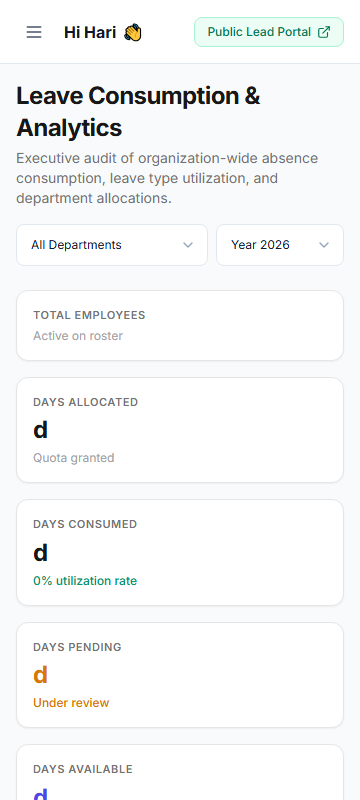 Hi Hari 👋
Public Lead Portal
Leave Consumption &
Analytics
Executive audit of organization-wide absence
consumption, leave type utilization, and
department allocations.
All Departments
Year 2026
TOTAL EMPLOYEES
Active on roster
DAYS ALLOCATED
d
Quota granted
DAYS CONSUMED
d
0% utilization rate
DAYS PENDING
d
Under review
DAYS AVAILABLE
d